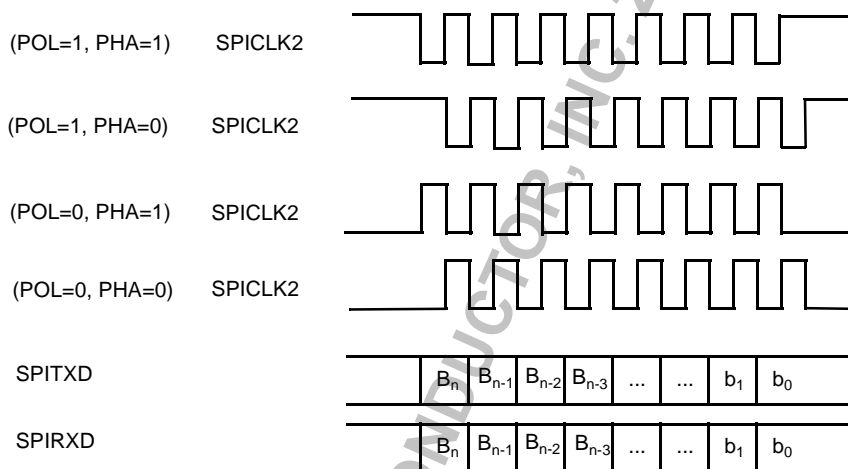 (POL=1, PHA=1) SPICLK2
(POL=1, PHA=0) SPICLK2
(POL=0, PHA=1) SPICLK2
(POL=0, PHA=0) SPICLK2
SPITXD Bn Bn-1 Bn-2 Bn-3 ... ... b1 b0
SPIRXD Bn Bn-1 Bn-2 Bn-3 ... ... b1 b0
ONDUCTOR, INC.